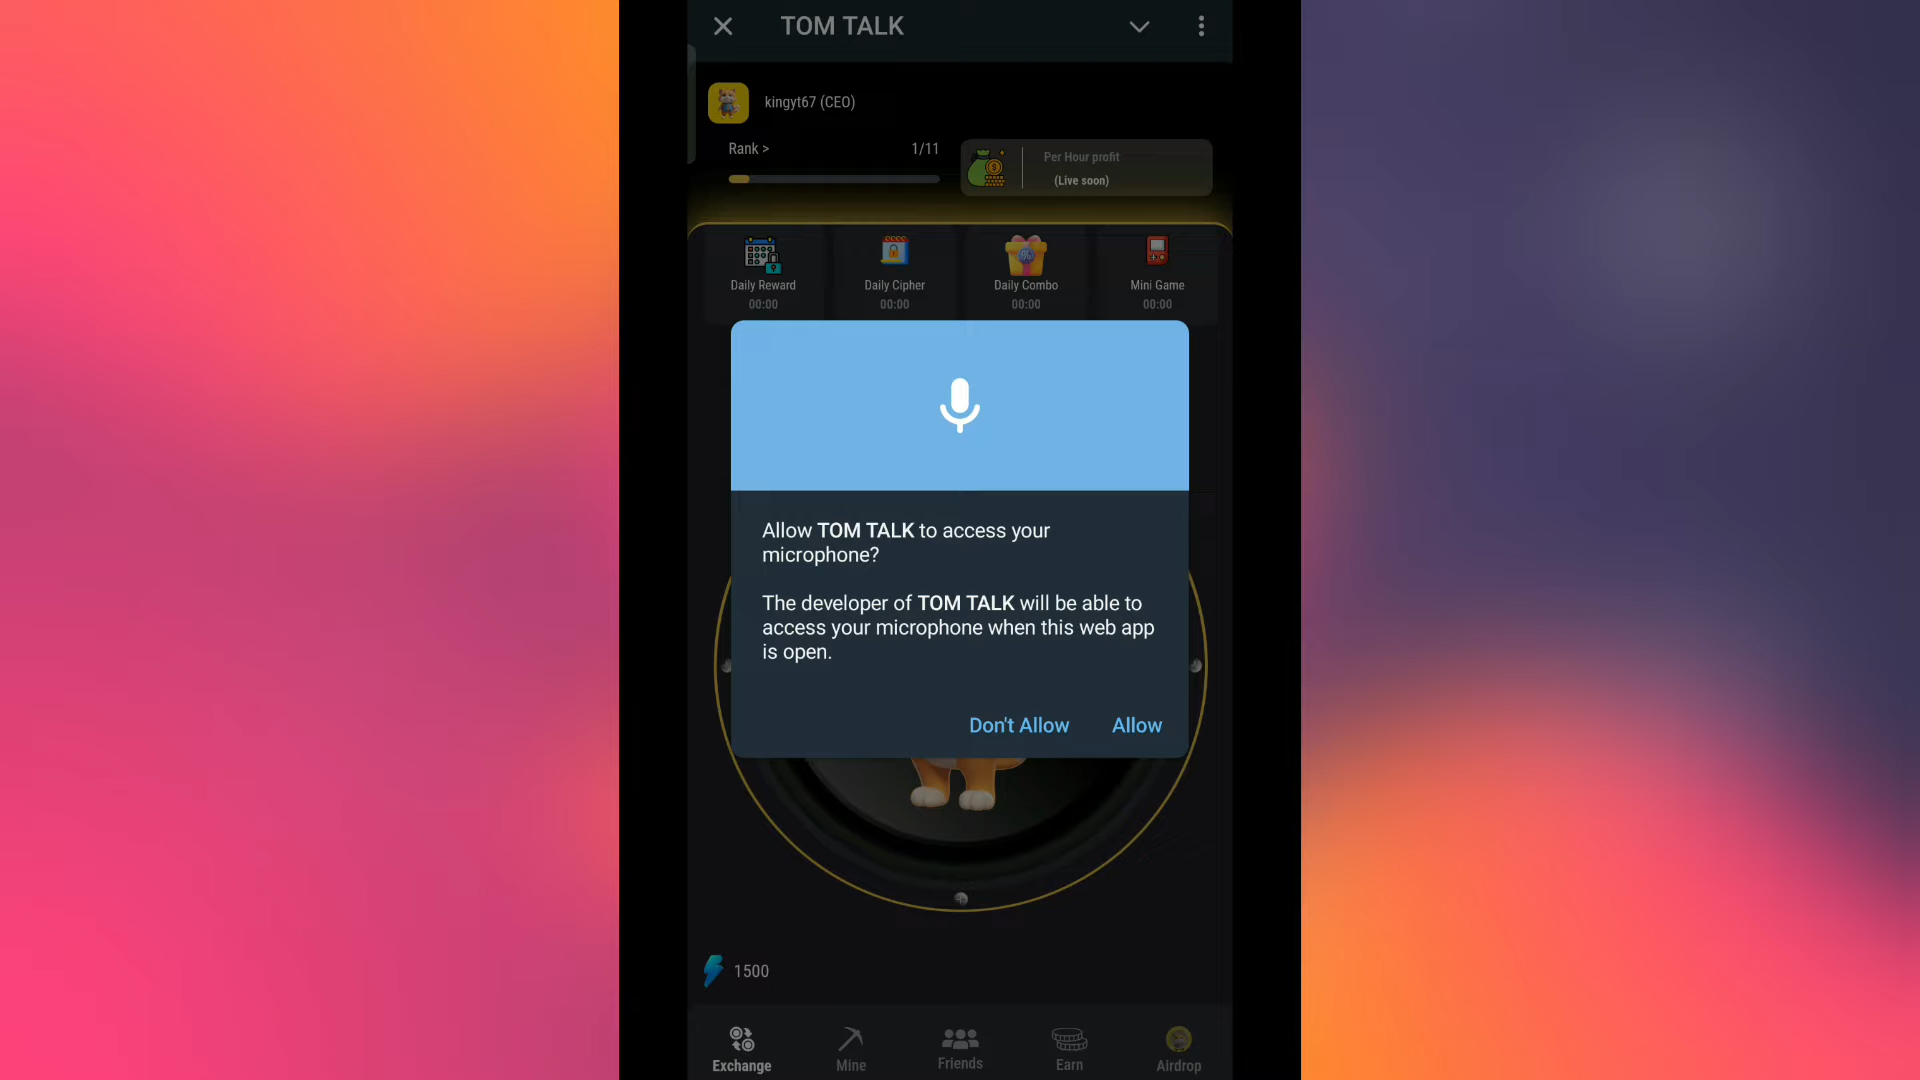 TOM TALK
kingyt67 (CEO)
Rank >
1/11
Per Hour profit
(Live soon)
Daily Reward
00:00
Daily Cipher
00:00
Daily Combo
00:00
Mini Game
00:00
Allow TOM TALK to access your
microphone?
The developer of TOM TALK will be able to
access your microphone when this web app
is open.
Don't Allow
Allow
1500
Exchange
Mine
Friends
Earn
Airdrop